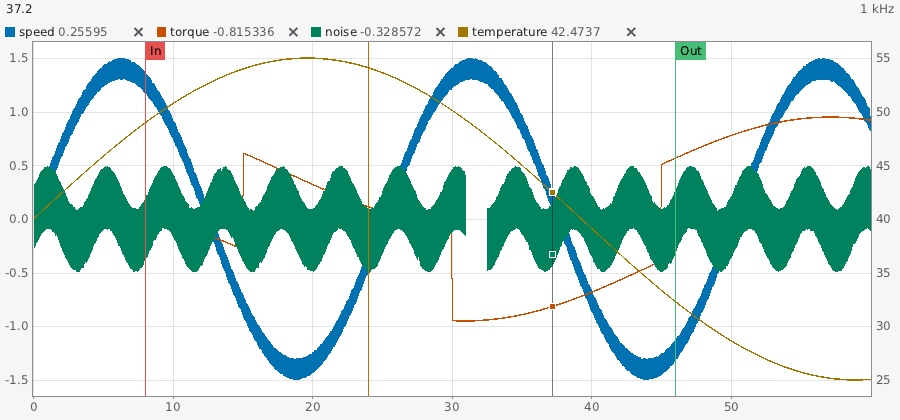 37.2 1 kHz
speed 0.25595 × torque -0.815336 × noise -0.328572 × temperature 42.4737 ×
In Out
1.5 55
1.0 50
0.5 45
0.0 40
-0.5 35
-1.0 30
-1.5 25
0 10 20 30 40 50